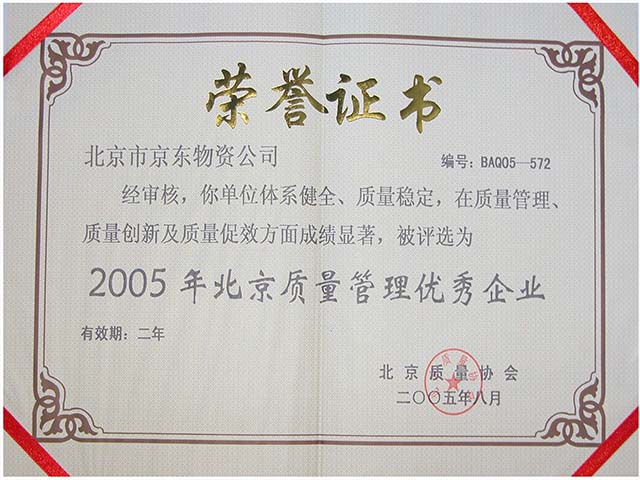 荣誉证书
北京市京东物资公司 编号：BAQ05—572
经审核，你单位体系健全、质量稳定，在质量管理、
质量创新及质量促效方面成绩显著，被评选为
2005年北京质量管理优秀企业
有效期：二年
北京质量协会
二〇〇五年八月